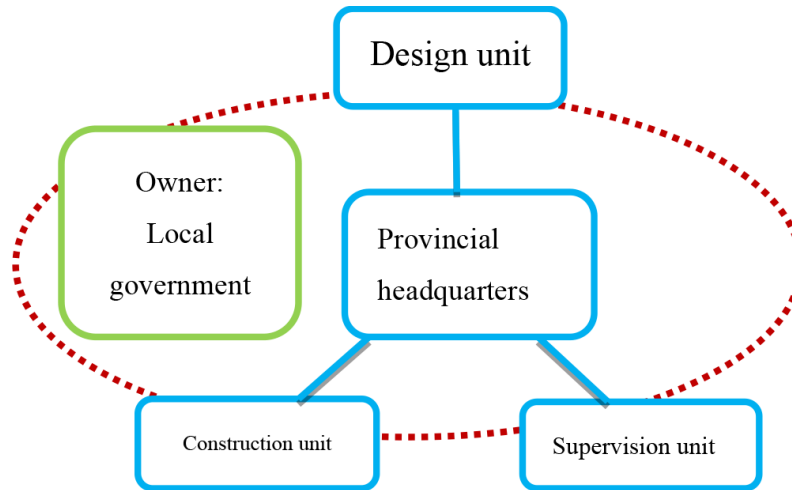 Design unit
Owner:
Local
government
Provincial
headquarters
Construction unit
Supervision unit